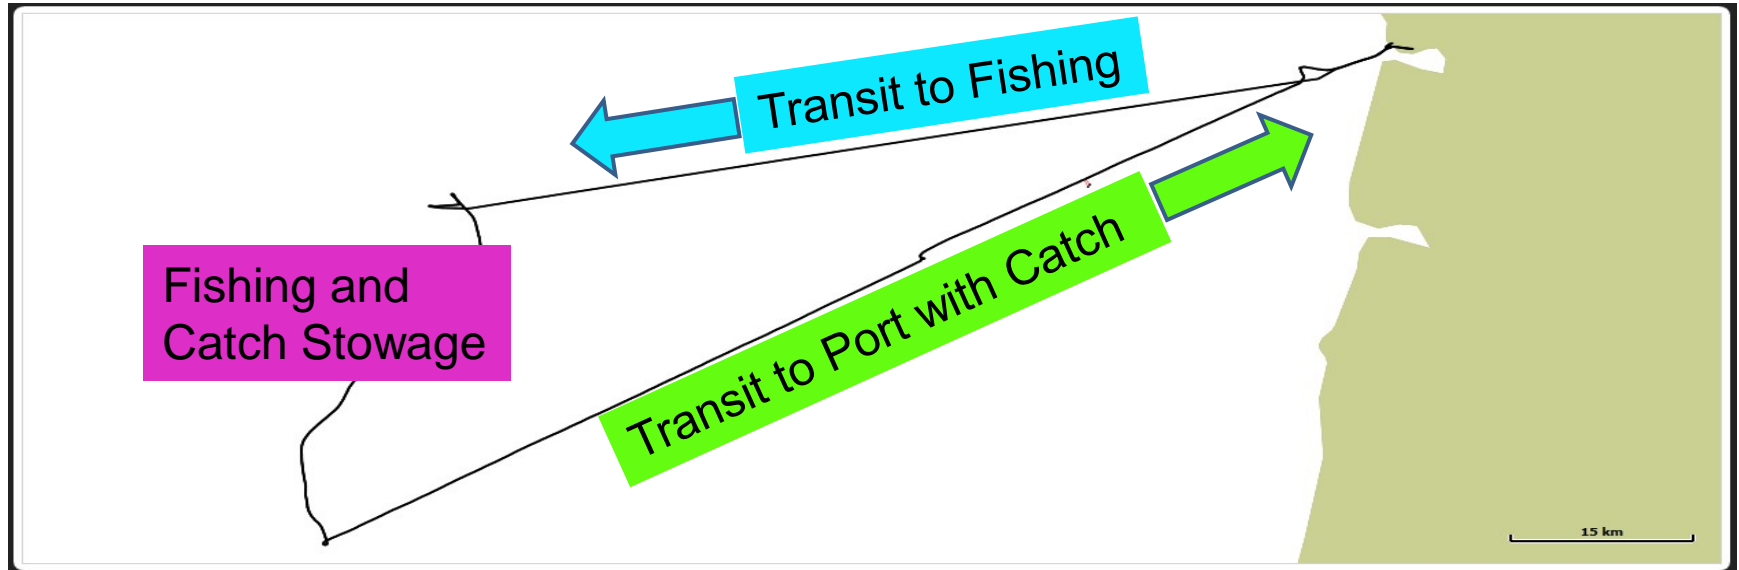 Transit to Fishing
Fishing and
Catch Stowage
Transit to Port with Catch
15 km